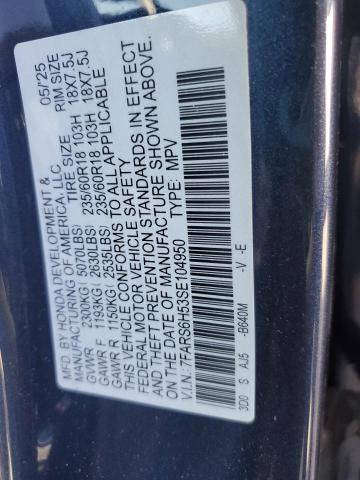 MFD. BY HONDA DEVELOPMENT & 05/'25
MANUFACTURING OF AMERICA, LLC
GVWR 2300KG( 5070LBS) TIRE SIZE RIM SIZE
GAWR F 1193KG( 2630LBS) 235/60R18 103H 18X7.5J
GAWR R 1150KG( 2535LBS) 235/60R18 103H 18X7.5J
THIS VEHICLE CONFORMS TO ALL APPLICABLE
FEDERAL MOTOR VEHICLE SAFETY
AND THEFT PREVENTION STANDARDS IN EFFECT
ON THE DATE OF MANUFACTURE SHOWN ABOVE.
V.I.N.: 7FARS6H53SE104950 TYPE: MPV
3D0 S AJ5 -B640M -V -E